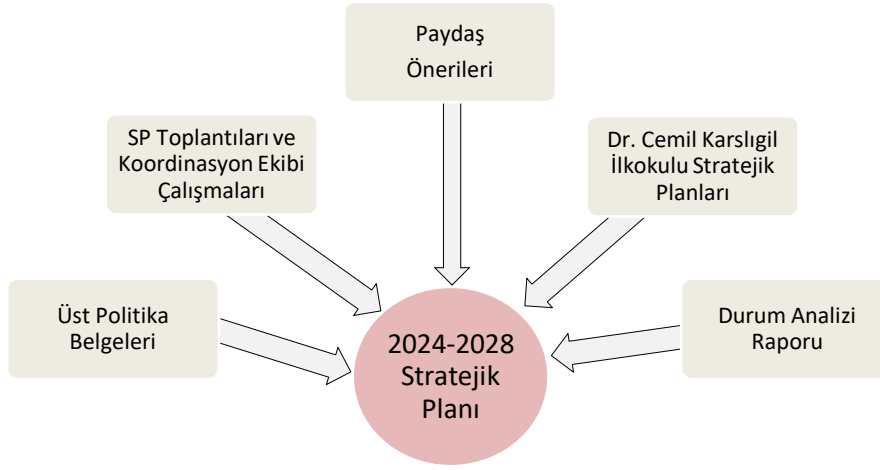 Paydaş
Önerileri
SP Toplantıları ve
Koordinasyon Ekibi
Çalışmaları
Dr. Cemil Karslıgil
İlkokulu Stratejik
Planları
Üst Politika
Belgeleri
Durum Analizi
Raporu
2024-2028
Stratejik
Planı